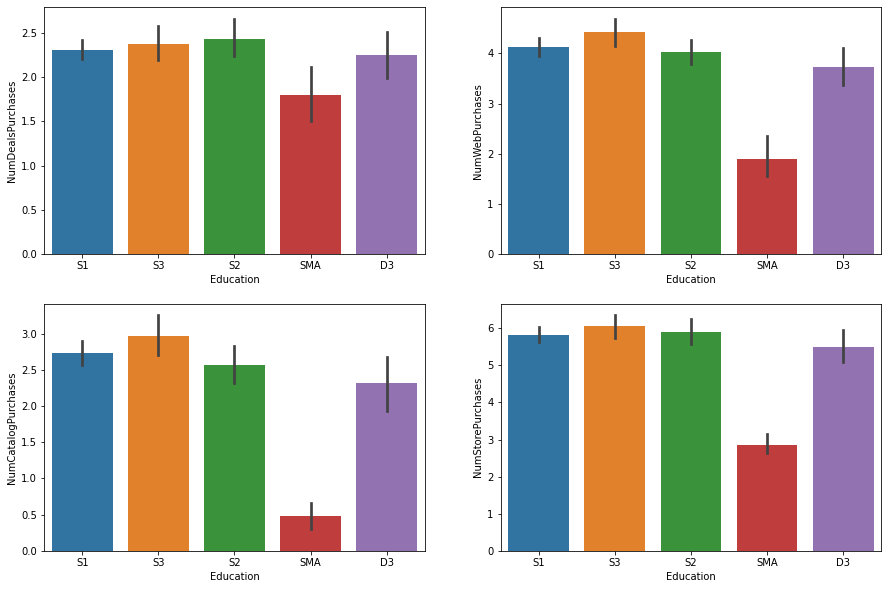 NumDealsPurchases
2.5
2.0
1.5
1.0
0.5
0.0
S1 S3 S2 SMA D3
Education
NumWebPurchases
4
3
2
1
0
S1 S3 S2 SMA D3
Education
NumCatalogPurchases
3.0
2.5
2.0
1.5
1.0
0.5
0.0
S1 S3 S2 SMA D3
Education
NumStorePurchases
6
5
4
3
2
1
0
S1 S3 S2 SMA D3
Education